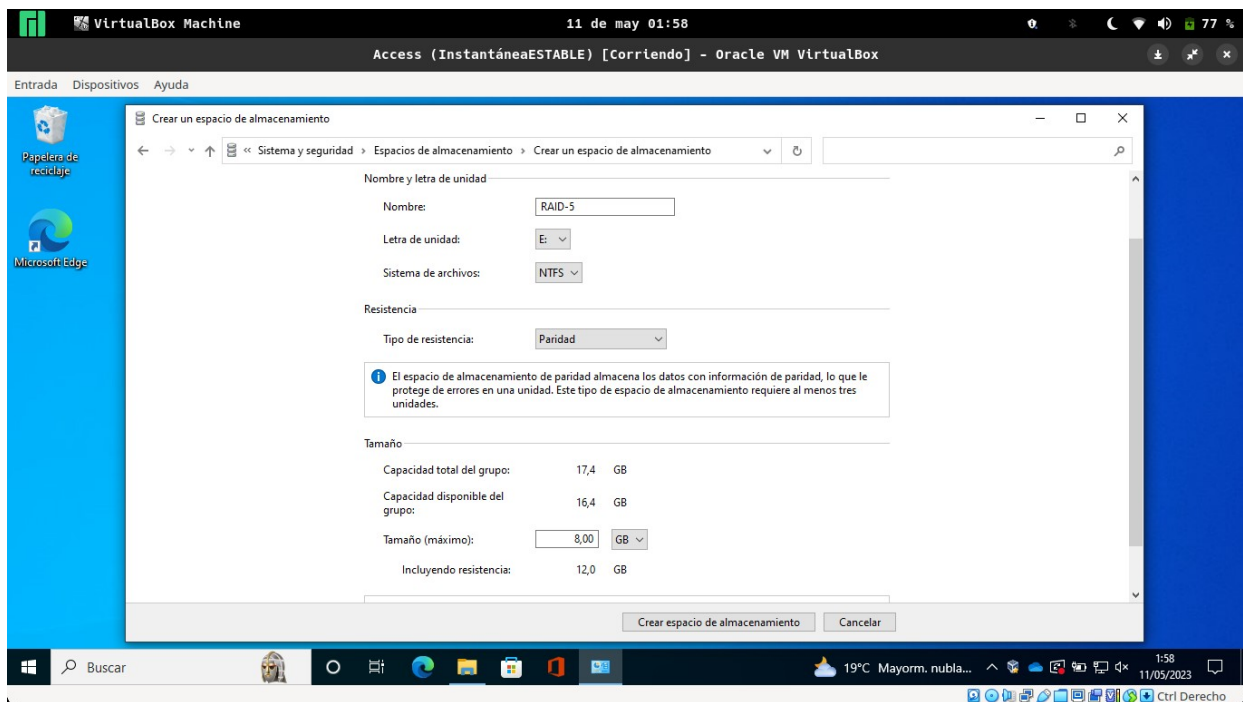 VirtualBox Machine
11 de may 01:58
77 %
Access (InstantáneaESTABLE) [Corriendo] - Oracle VM VirtualBox
Entrada Dispositivos Ayuda
Papelera de
reciclaje
Microsoft Edge
Crear un espacio de almacenamiento
« Sistema y seguridad > Espacios de almacenamiento > Crear un espacio de almacenamiento
Nombre y letra de unidad
Nombre: RAID-5
Letra de unidad: E:
Sistema de archivos: NTFS
Resistencia
Tipo de resistencia: Paridad
El espacio de almacenamiento de paridad almacena los datos con información de paridad, lo que le
protege de errores en una unidad. Este tipo de espacio de almacenamiento requiere al menos tres
unidades.
Tamaño
Capacidad total del grupo: 17,4 GB
Capacidad disponible del
grupo: 16,4 GB
Tamaño (máximo): 8,00 GB
Incluyendo resistencia: 12,0 GB
Crear espacio de almacenamiento Cancelar
Buscar
19°C Mayorm. nubla...
1:58
11/05/2023
Ctrl Derecho